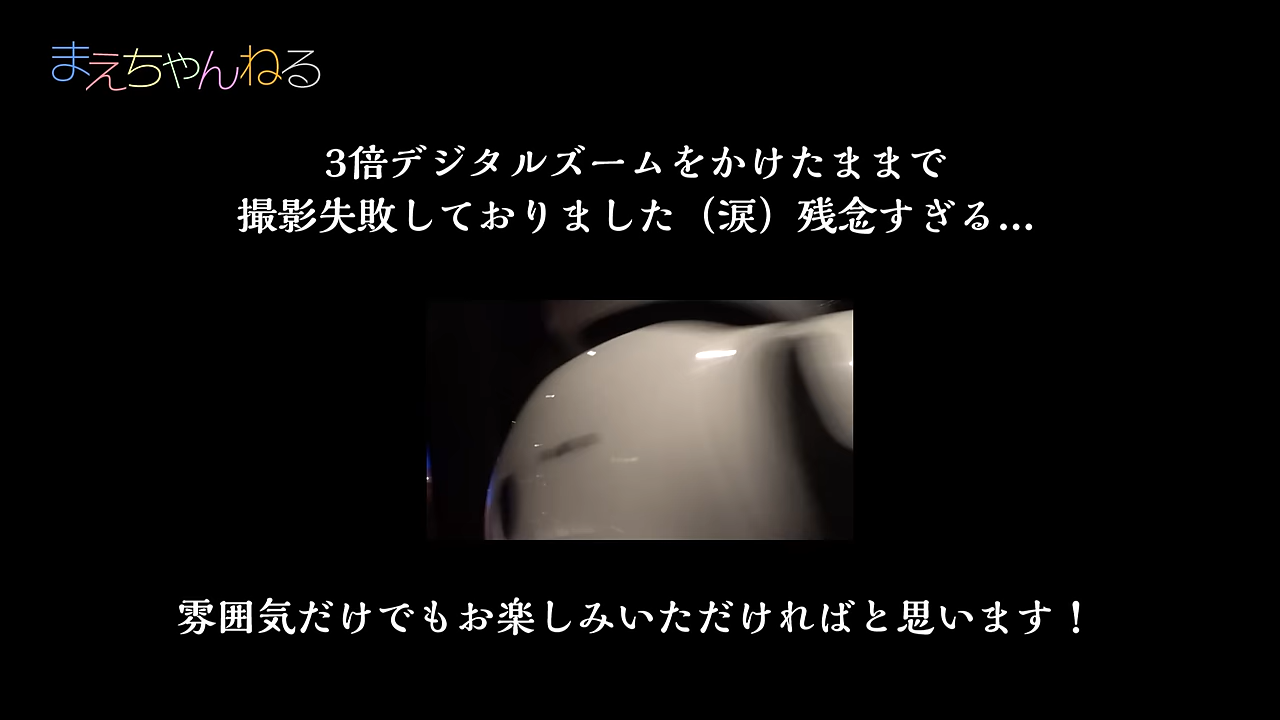 まえちゃんねる
3倍デジタルズームをかけたままで
撮影失敗しておりました（涙）残念すぎる…
雰囲気だけでもお楽しみいただければと思います！